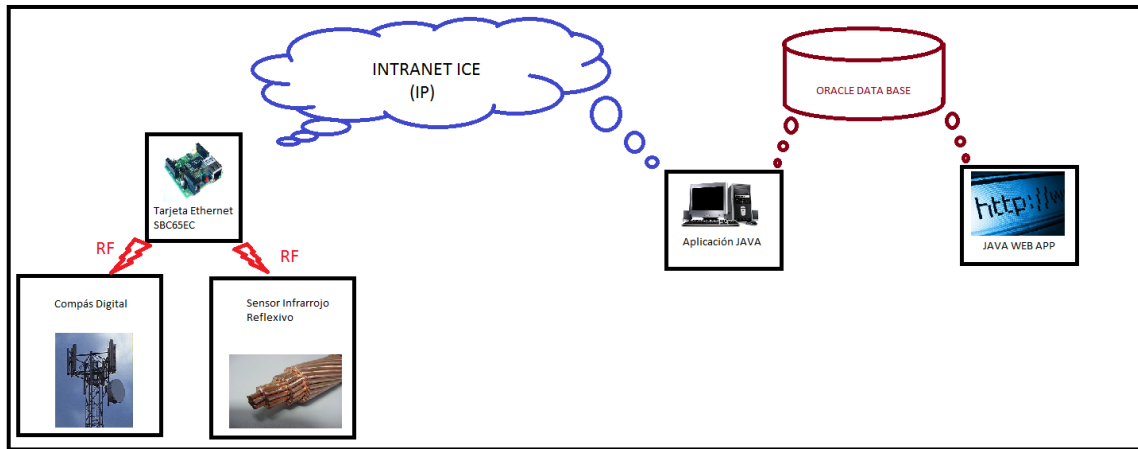 INTRANET ICE
(IP)
ORACLE DATA BASE
Tarjeta Ethernet
SBC65EC
RF
RF
Aplicación JAVA
http://w
JAVA WEB APP
Compás Digital
Sensor Infrarrojo
Reflexivo